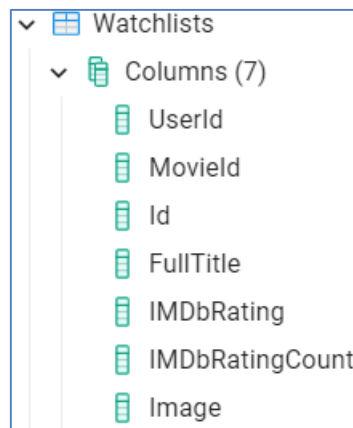 Watchlists
Columns (7)
UserId
MovieId
Id
FullTitle
IMDbRating
IMDbRatingCount
Image